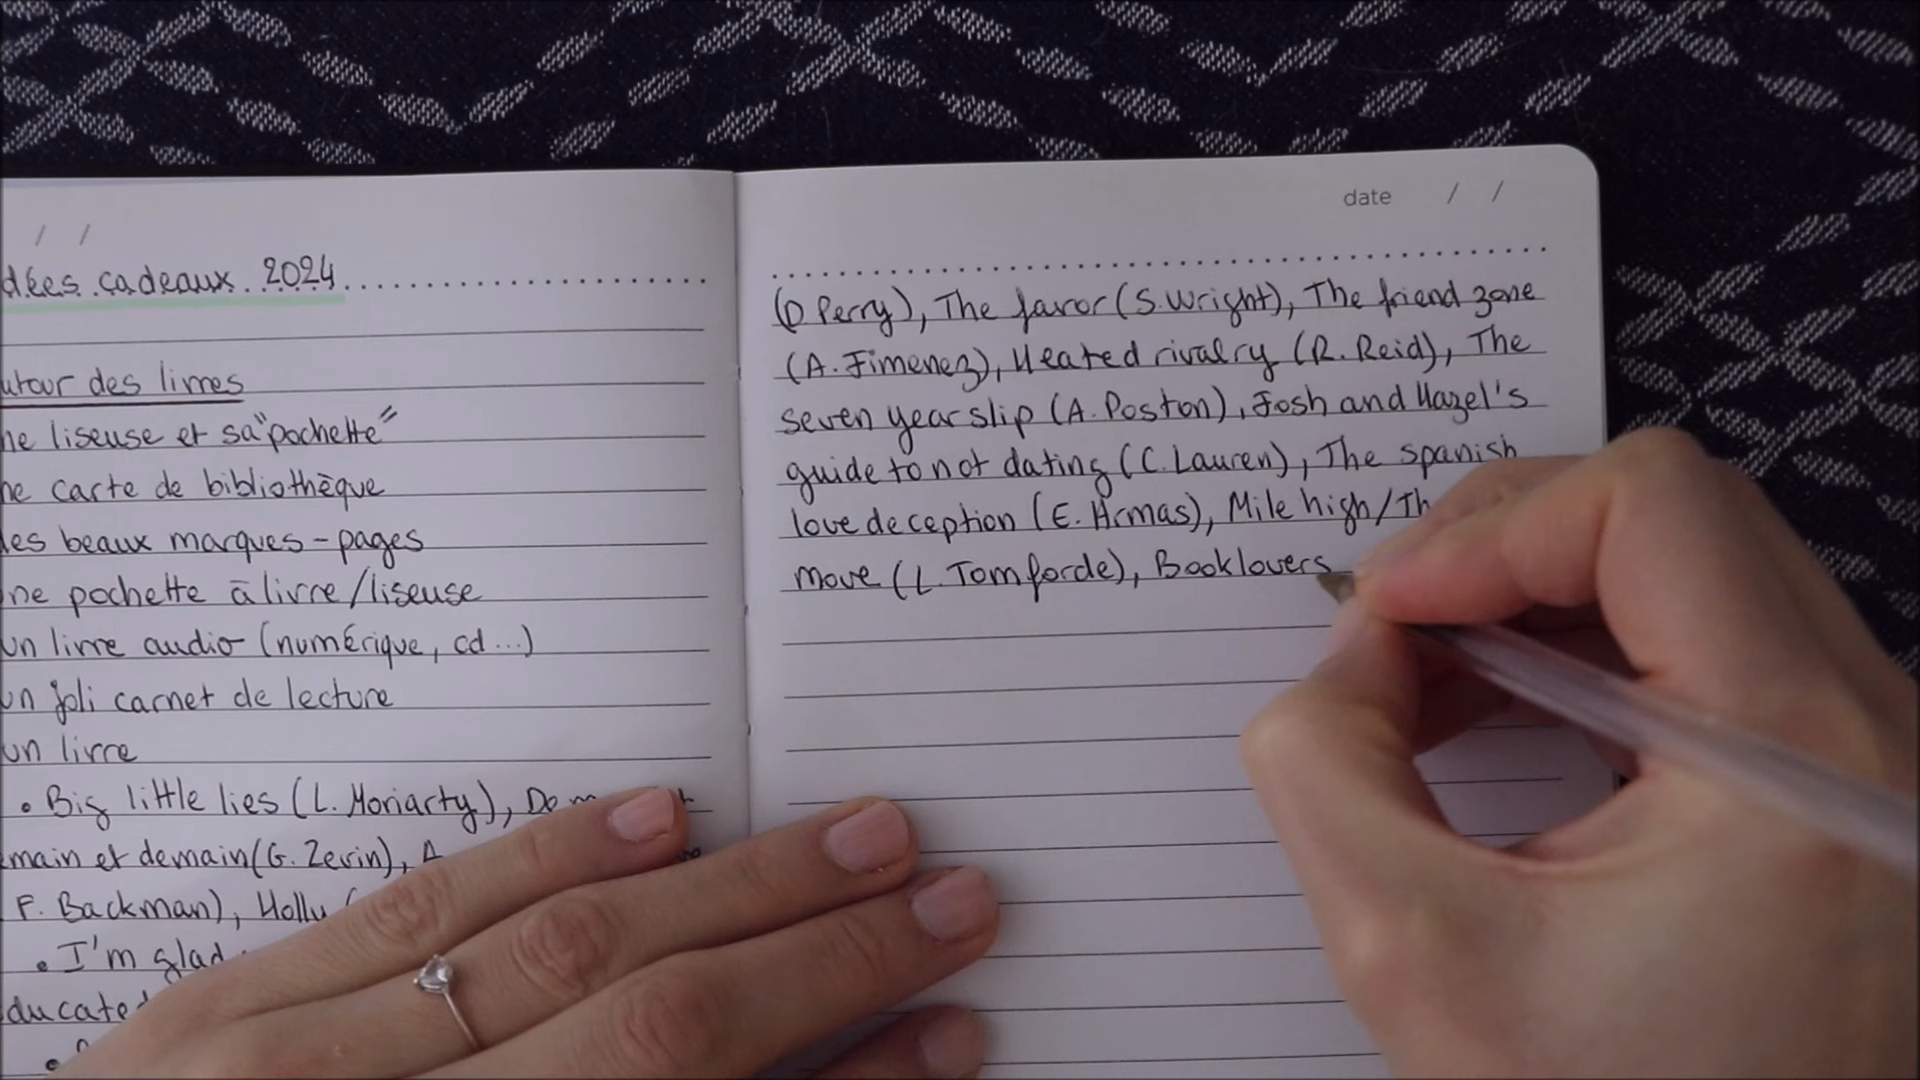 / /
dées cadeaux 2024
utour des livres
ne liseuse et sa "pochette"
ne carte de bibliothèque
des beaux marques-pages
ne pochette à livre/liseuse
un livre audio (numérique, cd...)
un joli carnet de lecture
un livre
• Big little lies (L. Moriarty),
main et demain (G. Zevin), A
F. Backman), Holly (
• I'm glad
ducated
date / /
(D. Perry), The favor (S. Wright), The friend zone
(A. Jimenez), Heated rivalry (R. Reid), The
seven year slip (A. Poston), Josh and Hazel's
guide to not dating (C. Lauren), The spanish
love deception (E. Armas), Mile high/Th
move (L. Tomforde), Book lovers